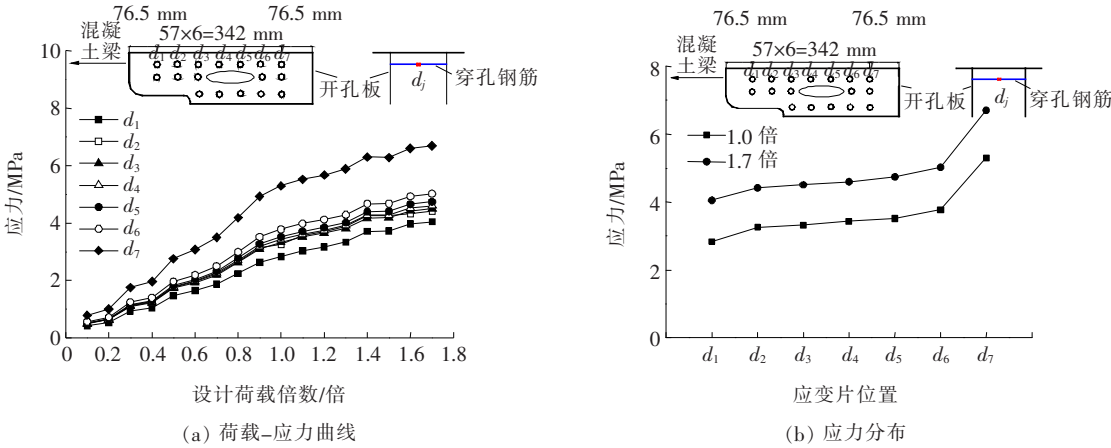 76.5 mm 76.5 mm
57×6=342 mm
混凝
土梁
d1 d2 d3 d4 d5 d6 d7
开孔板
dj
穿孔钢筋
应力/MPa
10
8
6
4
2
0
d1
d2
d3
d4
d5
d6
d7
0 0.2 0.4 0.6 0.8 1.0 1.2 1.4 1.6 1.8
设计荷载倍数/倍
(a) 荷载–应力曲线
76.5 mm 76.5 mm
57×6=342 mm
混凝
土梁
d1 d2 d3 d4 d5 d6 d7
开孔板
dj
穿孔钢筋
应力/MPa
8
6
4
2
0
1.0 倍
1.7 倍
d1 d2 d3 d4 d5 d6 d7
应变片位置
(b) 应力分布